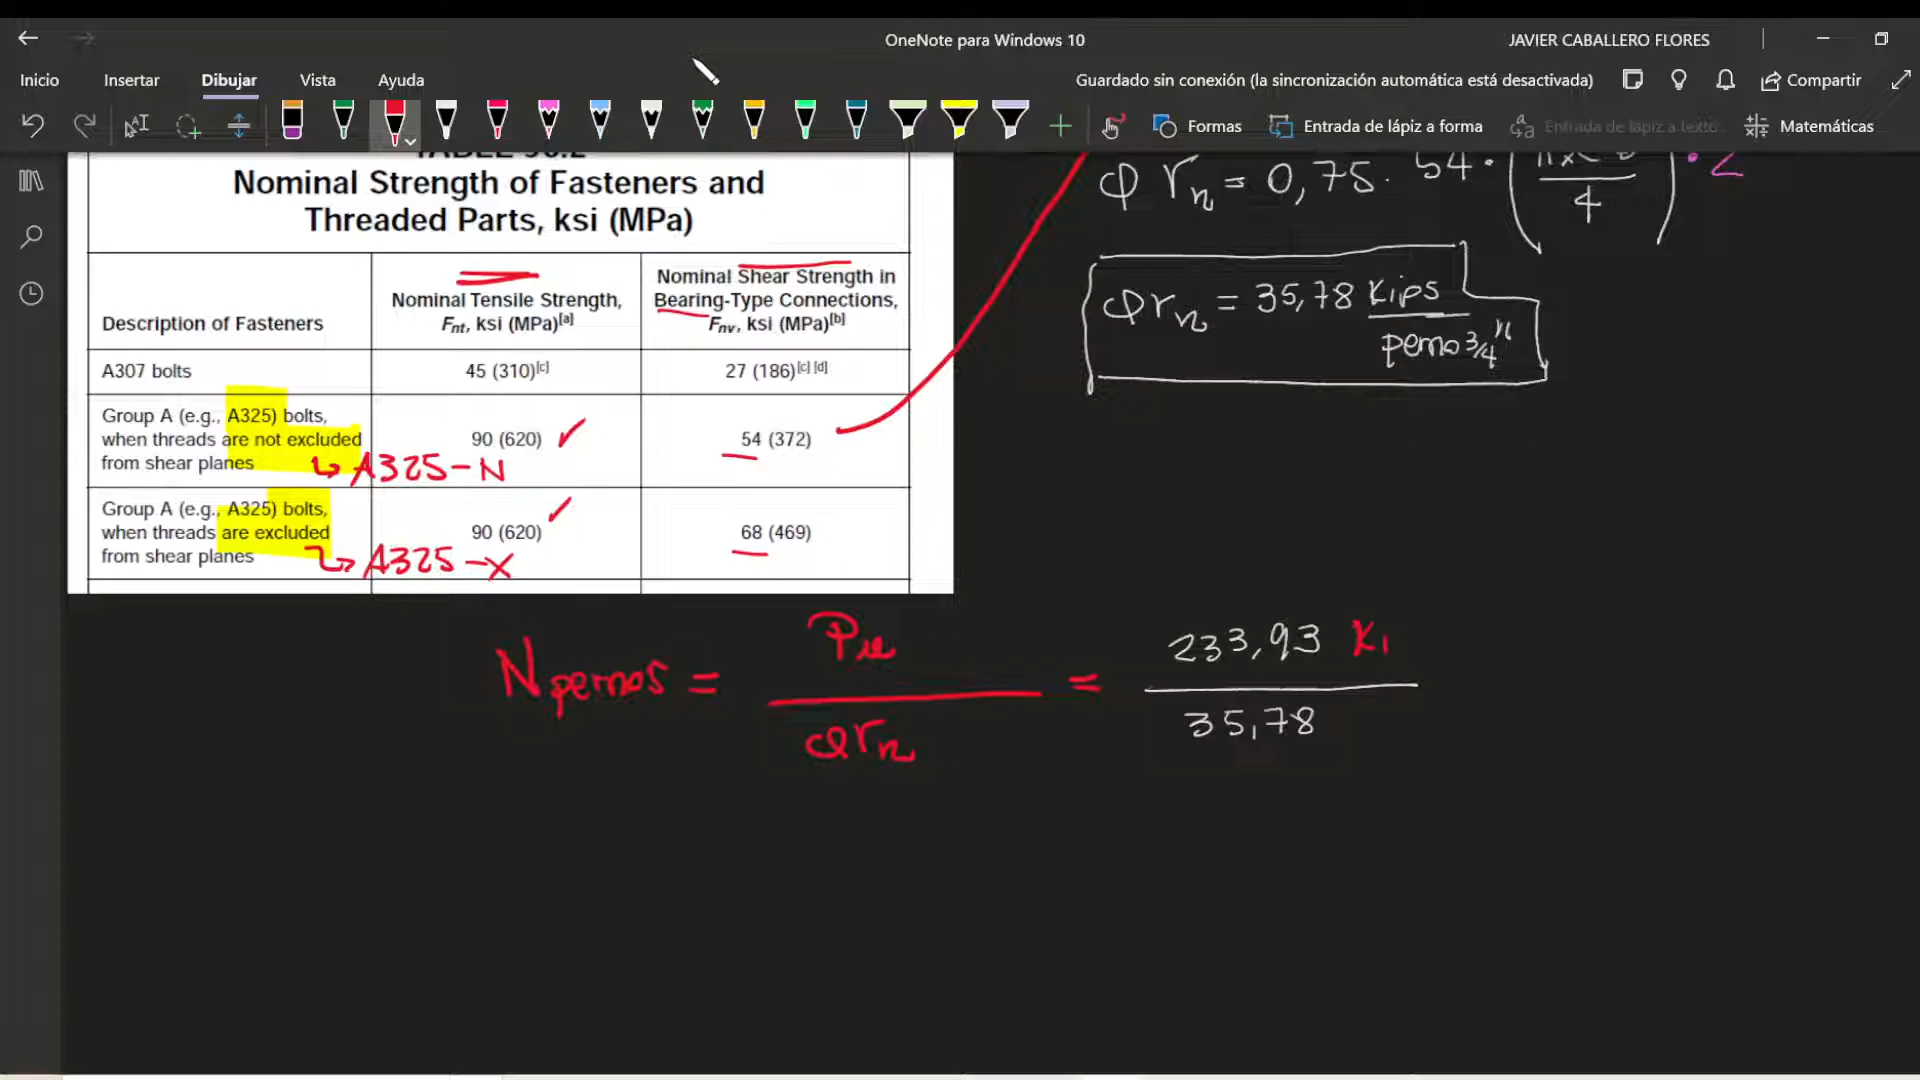 OneNote para Windows 10
JAVIER CABALLERO FLORES
Inicio Insertar Dibujar Vista Ayuda
Guardado sin conexión (la sincronización automática está desactivada)
Compartir
Formas Entrada de lápiz a forma Entrada de lápiz a texto Matemáticas
Nominal Strength of Fasteners and
Threaded Parts, ksi (MPa)
Description of Fasteners
Nominal Tensile Strength,
Fnt, ksi (MPa)[a]
Nominal Shear Strength in
Bearing-Type Connections,
Fnv, ksi (MPa)[b]
A307 bolts
45 (310)[c]
27 (186)[c] [d]
Group A (e.g., A325) bolts,
when threads are not excluded
from shear planes
A325-N
90 (620)
54 (372)
Group A (e.g., A325) bolts,
when threads are excluded
from shear planes
A325-X
90 (620)
68 (469)
φ rn = 0,75 · 54 · ( 4 ) · 2
φrn = 35,78 Kips
perno 3/4"
Npernos = Pu / φrn = 233,93 Ki / 35,78